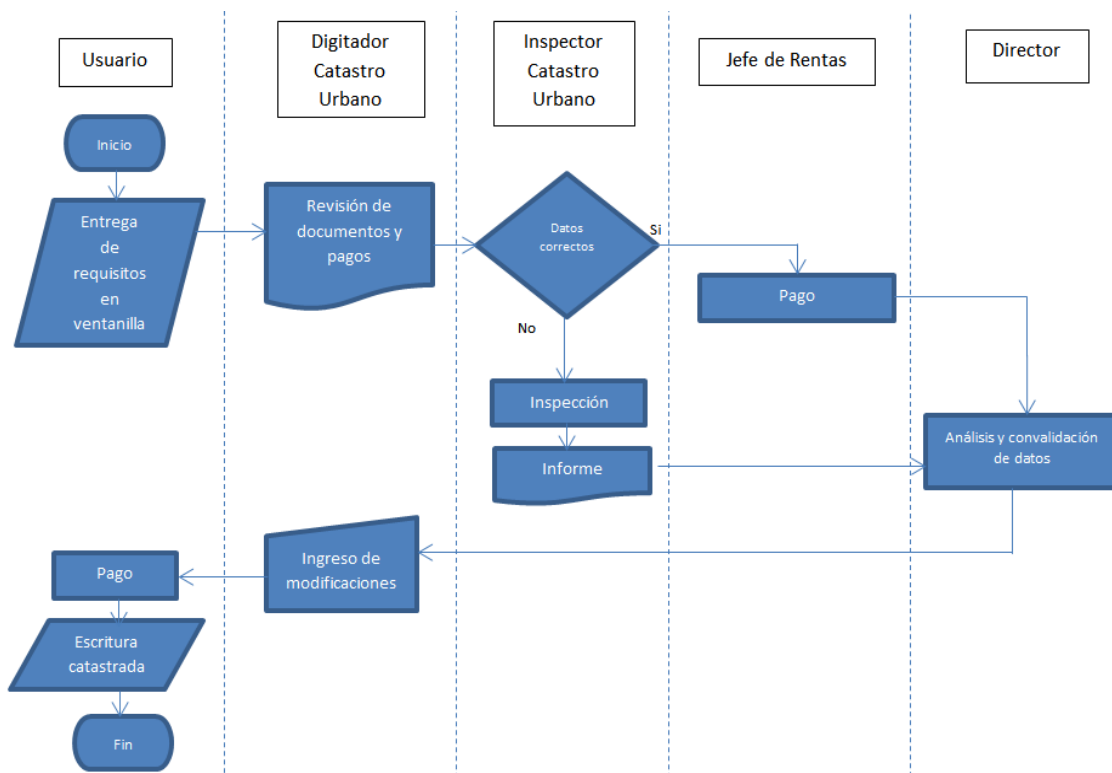 Usuario
Digitador
Catastro
Urbano
Inspector
Catastro
Urbano
Jefe de Rentas
Director
Inicio
Entrega
de
requisitos
en
ventanilla
Revisión de
documentos y
pagos
Datos
correctos
Si
No
Pago
Inspección
Informe
Análisis y convalidación
de datos
Ingreso de
modificaciones
Pago
Escritura
catastrada
Fin